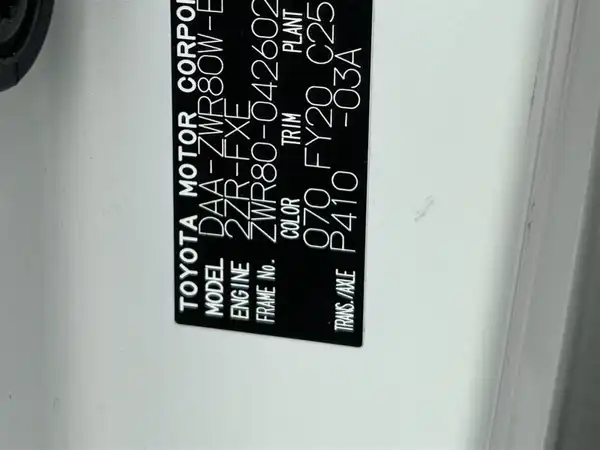 TOYOTA MOTOR CORPOR
MODEL DAA-ZWR80W-E
ENGINE 2ZR-FXE
FRAME No. ZWR80-042602
COLOR TRIM PLANT
070 FY20 C25
TRANS./AXLE P410 -03A